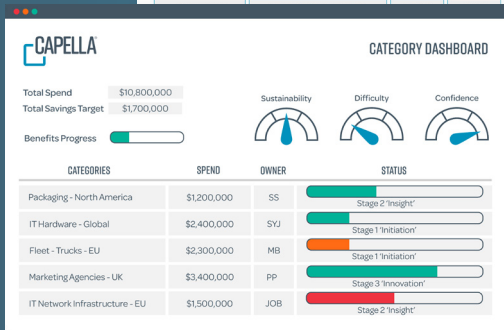 CAPELLA
CATEGORY DASHBOARD
Total Spend $10,800,000
Total Savings Target $1,700,000
Benefits Progress
Sustainability Difficulty Confidence
CATEGORIES SPEND OWNER STATUS
Packaging - North America $1,200,000 SS Stage 2 'Insight'
IT Hardware - Global $2,400,000 SYJ Stage 1 'Initiation'
Fleet - Trucks - EU $2,300,000 MB Stage 1 'Initiation'
Marketing Agencies - UK $3,400,000 PP Stage 3 'Innovation'
IT Network Infrastructure - EU $1,500,000 JOB Stage 2 'Insight'